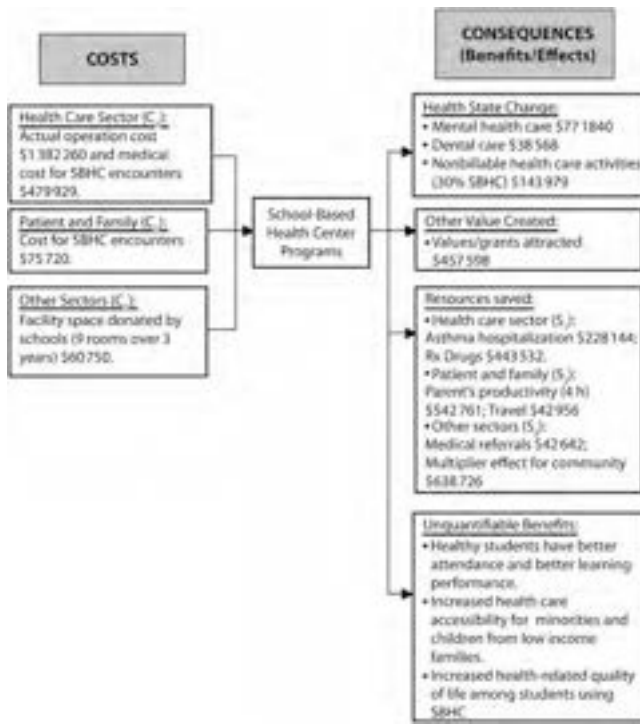 COSTS
Health Care Sector (C₁):
Actual operation cost
$1 382 260 and medical
cost for SBHC encounters
$479 929.
Patient and Family (C₂):
Cost for SBHC encounters
$75 720.
Other Sectors (C₃):
Facility space donated by
schools (9 rooms over 3
years) $60 750.
School-Based
Health Center
Programs
CONSEQUENCES
(Benefits/Effects)
Health State Change:
• Mental health care $771840
• Dental care $38 568
• Nonbillable health care activities
(30% SBHC) $143 979
Other Value Created:
• Values/grants attracted
$457 598
Resources saved:
• Health care sector (S₁):
Asthma hospitalization $228 144;
Rx Drugs $443 532.
• Patient and family (S₂):
Parent's productivity (4 h)
$542 761; Travel $42 956
• Other sectors (S₃):
Medical referrals $42 642;
Multiplier effect for community
$638 726
Unquantifiable Benefits:
• Healthy students have better
attendance and better learning
performance.
• Increased health care
accessibility for minorities and
children from low income
families.
• Increased health-related quality
of life among students using
SBHC